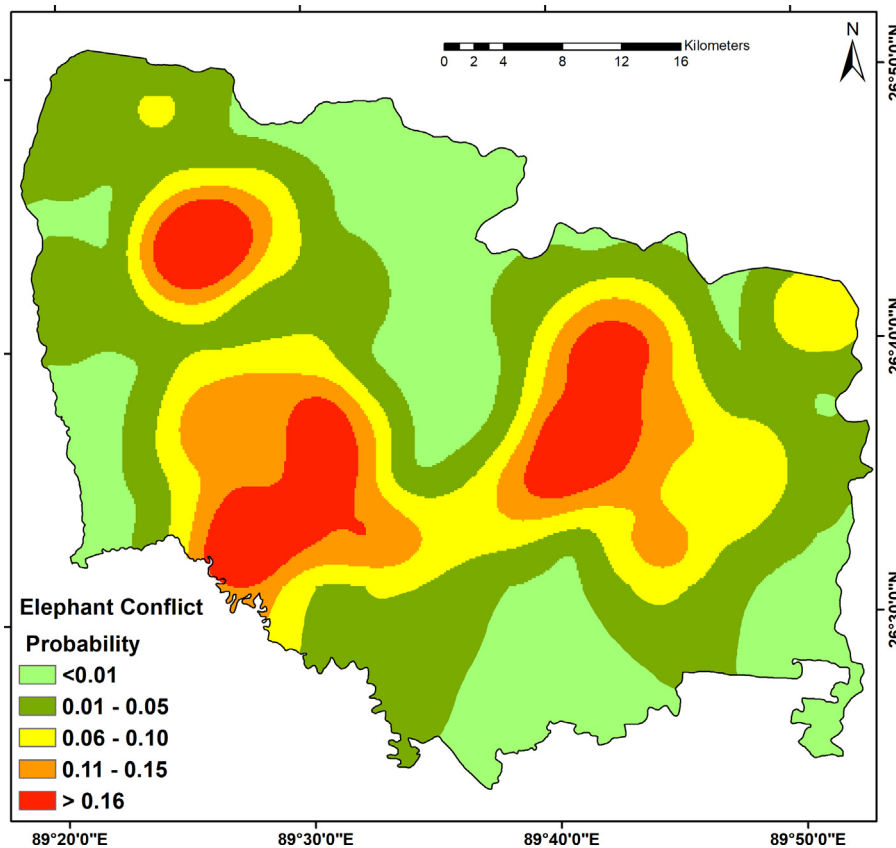 N
Kilometers
0 2 4 8 12 16
26°50'0"N
26°40'0"N
26°30'0"N
Elephant Conflict
Probability
<0.01
0.01 - 0.05
0.06 - 0.10
0.11 - 0.15
> 0.16
89°20'0"E 89°30'0"E 89°40'0"E 89°50'0"E